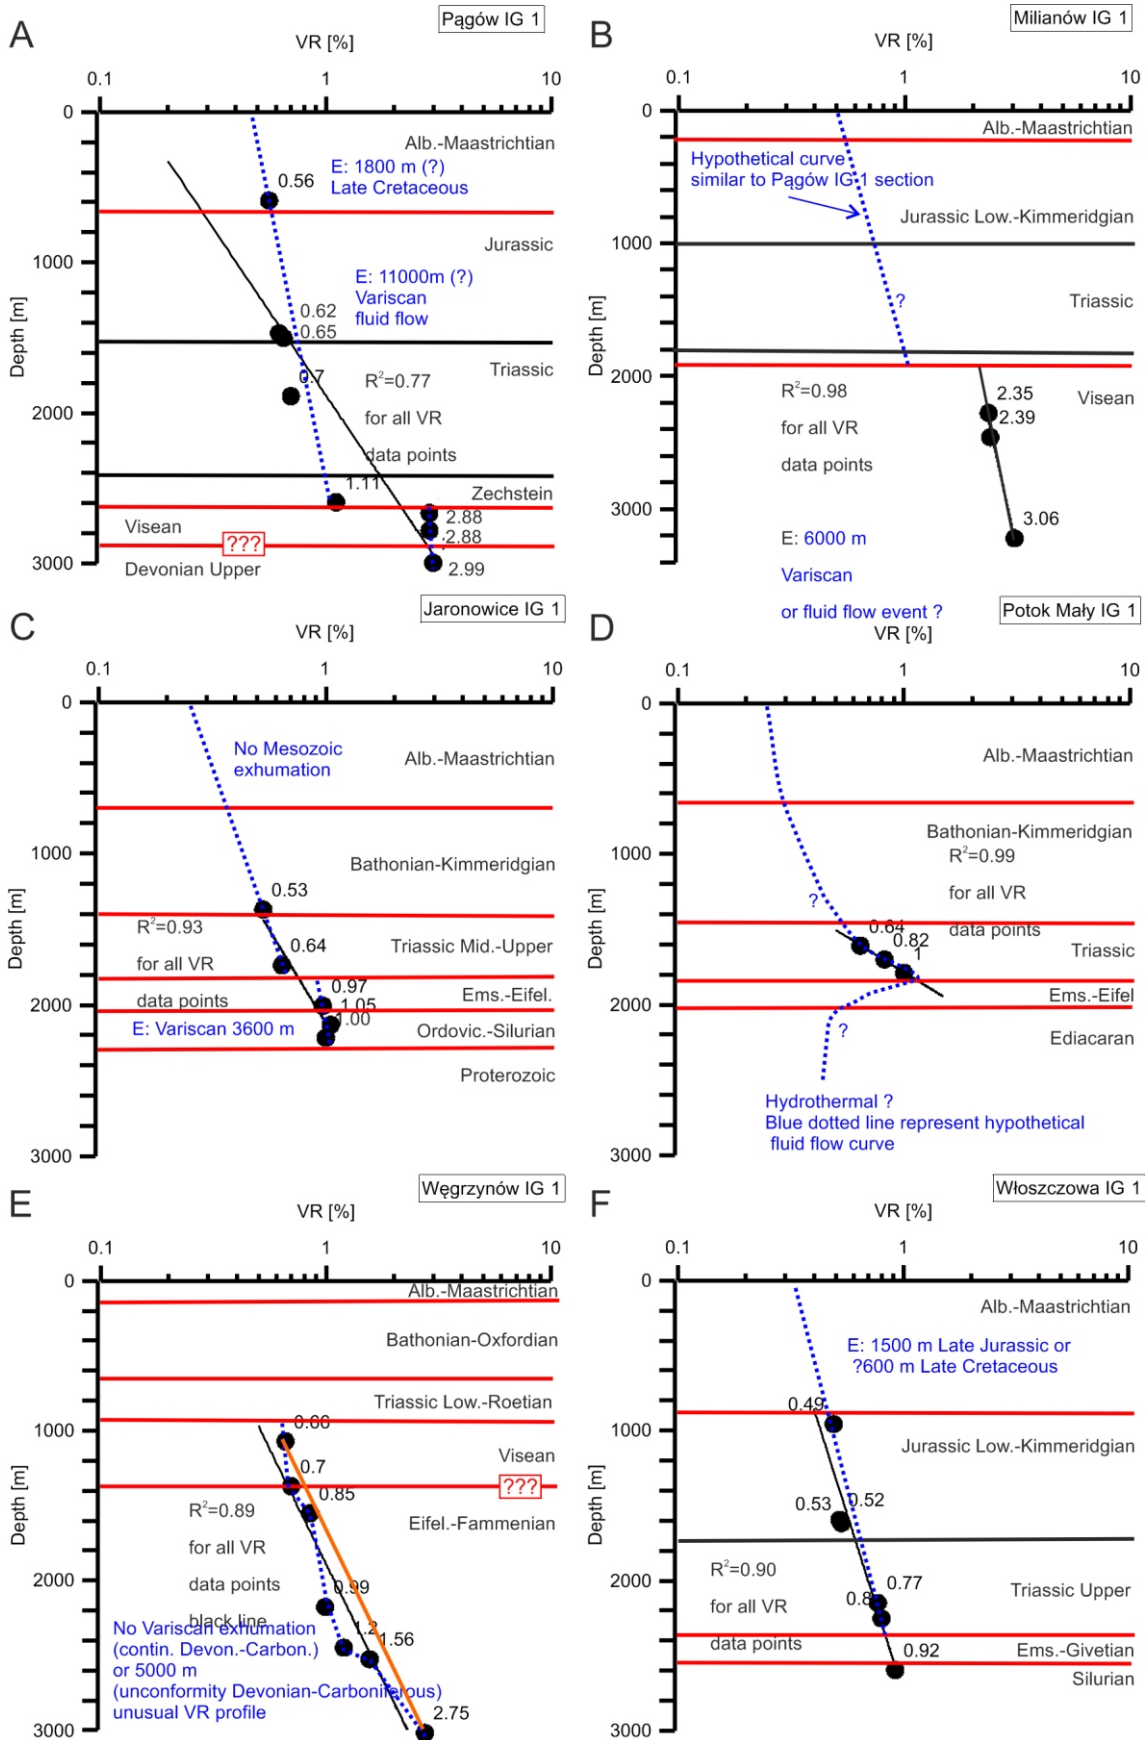 A
Pągów IG 1
VR [%]
0.1
1
10
0
Alb.-Maastrichtian
E: 1800 m (?)
Late Cretaceous
0.56
Jurassic
1000
E: 11000m (?)
Variscan
fluid flow
0.62
0.65
Depth [m]
Triassic
0.7
R²=0.77
for all VR
data points
2000
1.11
Zechstein
Visean
2.88
2.88
???
3000
Devonian Upper
2.99
B
Milianów IG 1
VR [%]
0.1
1
10
0
Alb.-Maastrichtian
Hypothetical curve
similar to Pągów IG 1 section
Jurassic Low.-Kimmeridgian
1000
Triassic
?
Depth [m]
2000
R²=0.98
for all VR
data points
2.35
2.39
Visean
3000
3.06
E: 6000 m
Variscan
or fluid flow event ?
C
Jaronowice IG 1
VR [%]
0.1
1
10
0
No Mesozoic
exhumation
Alb.-Maastrichtian
1000
Bathonian-Kimmeridgian
0.53
Depth [m]
R²=0.93
for all VR
data points
0.64
Triassic Mid.-Upper
0.97
Ems.-Eifel.
2000
1.05
1.00
E: Variscan 3600 m
Ordovic.-Silurian
Proterozoic
3000
D
Potok Mały IG 1
VR [%]
0.1
1
10
0
Alb.-Maastrichtian
Bathonian-Kimmeridgian
1000
R²=0.99
for all VR
data points
?
Depth [m]
0.64
0.82
1
Triassic
Ems.-Eifel
2000
?
Ediacaran
Hydrothermal ?
Blue dotted line represent hypothetical
fluid flow curve
3000
E
Węgrzynów IG 1
VR [%]
0.1
1
10
0
Alb.-Maastrichtian
Bathonian-Oxfordian
Triassic Low.-Roetian
1000
0.66
Visean
0.7
???
0.85
Depth [m]
R²=0.89
for all VR
data points
black line
Eifel.-Fammenian
2000
0.99
1.2
1.56
No Variscan exhumation
(contin. Devon.-Carbon.)
or 5000 m
(unconformity Devonian-Carboniferous)
unusual VR profile
2.75
3000
F
Włoszczowa IG 1
VR [%]
0.1
1
10
0
Alb.-Maastrichtian
E: 1500 m Late Jurassic or
?600 m Late Cretaceous
0.49
1000
Jurassic Low.-Kimmeridgian
0.53
0.52
Depth [m]
R²=0.90
for all VR
data points
0.77
0.8
Triassic Upper
2000
Ems.-Givetian
0.92
Silurian
3000